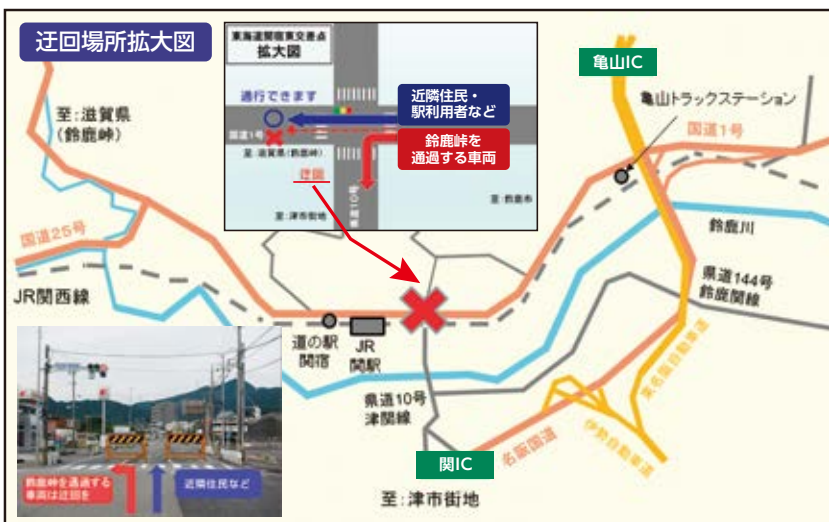 迂回場所拡大図
東海道関宿東交差点
拡大図
通行できます
近隣住民・
駅利用者など
国道1号
鈴鹿峠を
通過する車両
至:滋賀県(鈴鹿峠)
迂回
県道10号
至:津市街地
至:鈴鹿市
亀山IC
亀山トラックステーション
国道1号
至:滋賀県
(鈴鹿峠)
国道25号
JR関西線
鈴鹿川
県道144号
鈴鹿関線
道の駅
関宿
JR
関駅
県道10号
津関線
東名阪自動車道
伊勢自動車道
名阪国道
関IC
至:津市街地
鈴鹿峠を通過する
車両は迂回を
近隣住民など